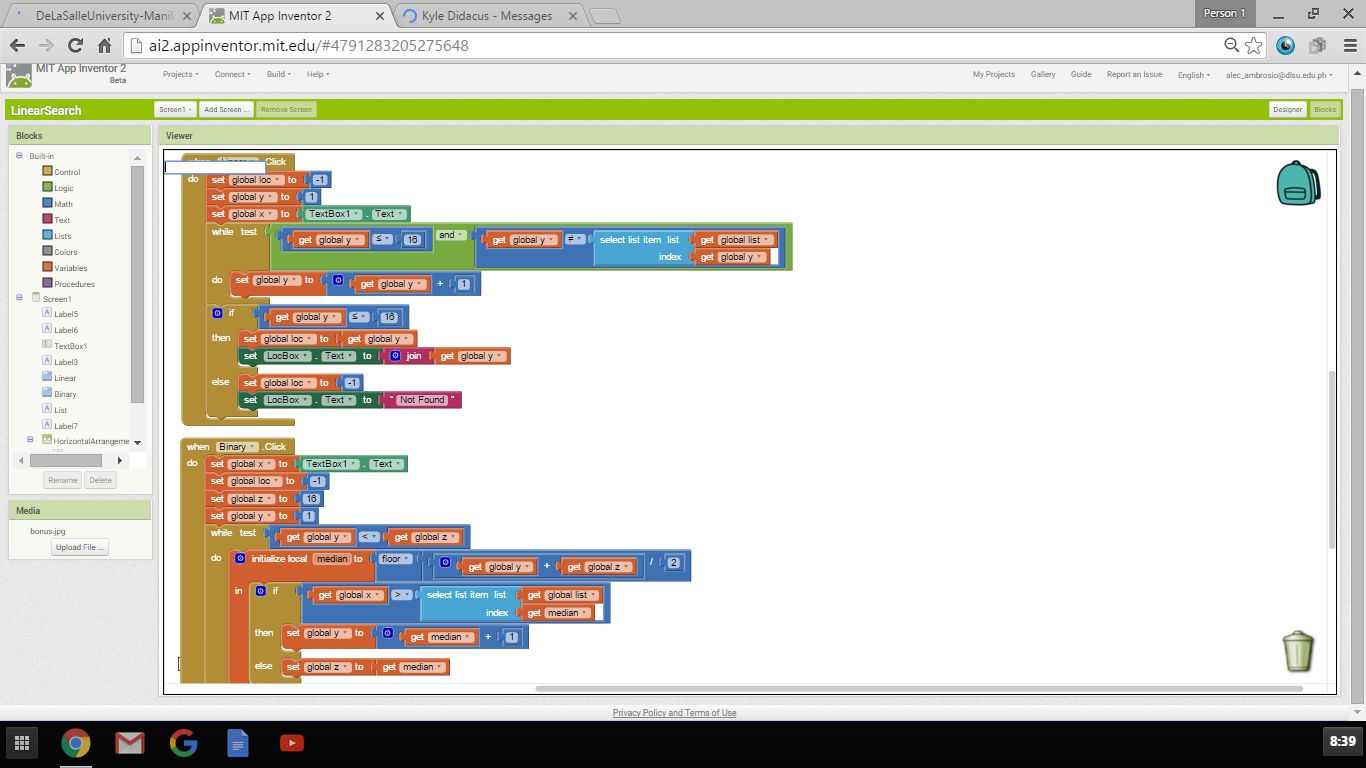 DeLaSalleUniversity-Manil
MIT App Inventor 2
Kyle Didacus - Messages
Person 1
ai2.appinventor.mit.edu/#4791283205275648
MIT App Inventor 2
Beta
Projects Connect Build Help
My Projects Gallery Guide Report an Issue English alec_ambrosio@dlsu.edu.ph
LinearSearch
Screen1 Add Screen ... Remove Screen
Designer Blocks
Blocks
Built-in
Control
Logic
Math
Text
Lists
Colors
Variables
Procedures
Screen1
Label5
Label6
TextBox1
Label3
Linear
Binary
List
Label7
HorizontalArrangeme
Rename Delete
Media
bonus.jpg
Upload File ...
Viewer
.Click
do set global loc to -1
set global y to 1
set global x to TextBox1 . Text
while test get global y ≤ 16 and get global y ≠ select list item list get global list
index get global y
do set global y to get global y + 1
if get global y ≤ 16
then set global loc to get global y
set LocBox . Text to join get global y
else set global loc to -1
set LocBox . Text to " Not Found "
when Binary .Click
do set global x to TextBox1 . Text
set global loc to -1
set global z to 16
set global y to 1
while test get global y < get global z
do initialize local median to floor get global y + get global z / 2
in if get global x > select list item list get global list
index get median
then set global y to get median + 1
else set global z to get median
Privacy Policy and Terms of Use
8:39